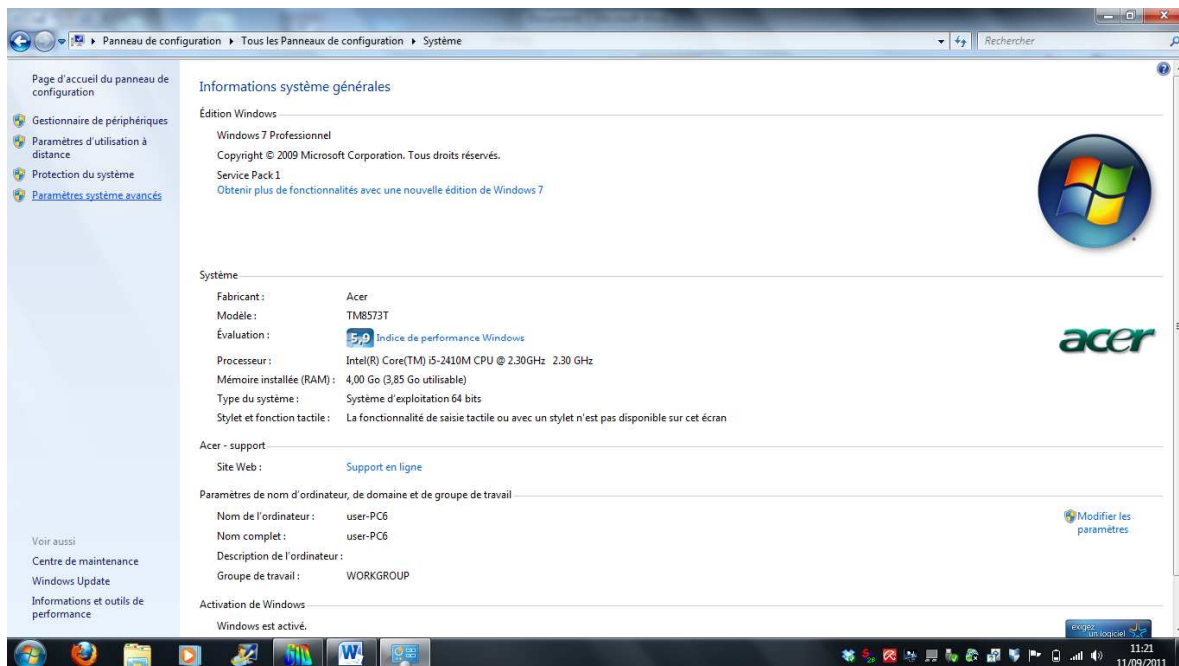 Panneau de configuration ▸ Tous les Panneaux de configuration ▸ Système
Rechercher
Page d'accueil du panneau de
configuration
Gestionnaire de périphériques
Paramètres d'utilisation à
distance
Protection du système
Paramètres système avancés
Voir aussi
Centre de maintenance
Windows Update
Informations et outils de
performance
Informations système générales
Édition Windows
Windows 7 Professionnel
Copyright © 2009 Microsoft Corporation. Tous droits réservés.
Service Pack 1
Obtenir plus de fonctionnalités avec une nouvelle édition de Windows 7
Système
Fabricant : Acer
Modèle : TM8573T
Évaluation : 5,9 Indice de performance Windows
Processeur : Intel(R) Core(TM) i5-2410M CPU @ 2.30GHz 2.30 GHz
Mémoire installée (RAM) : 4,00 Go (3,85 Go utilisable)
Type du système : Système d'exploitation 64 bits
Stylet et fonction tactile : La fonctionnalité de saisie tactile ou avec un stylet n'est pas disponible sur cet écran
acer
Acer - support
Site Web : Support en ligne
Paramètres de nom d'ordinateur, de domaine et de groupe de travail
Nom de l'ordinateur : user-PC6
Modifier les
paramètres
Nom complet : user-PC6
Description de l'ordinateur :
Groupe de travail : WORKGROUP
Activation de Windows
Windows est activé.
exigez
un logiciel
11:21
11/09/2011